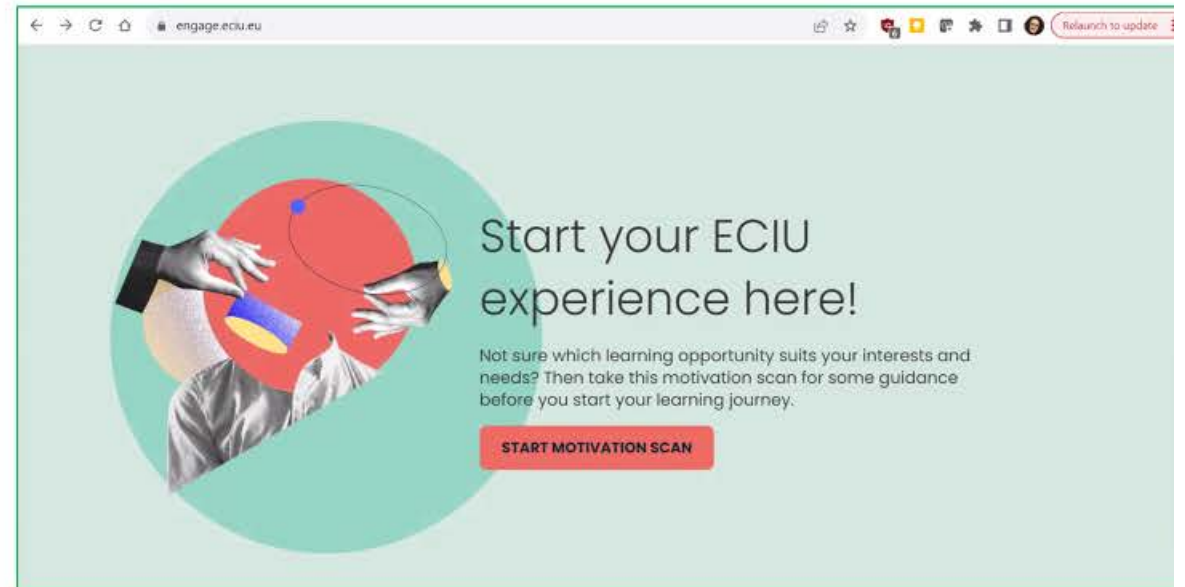 engage.eciu.eu
Relaunch to update
Start your ECIU
experience here!
Not sure which learning opportunity suits your interests and
needs? Then take this motivation scan for some guidance
before you start your learning journey.
START MOTIVATION SCAN